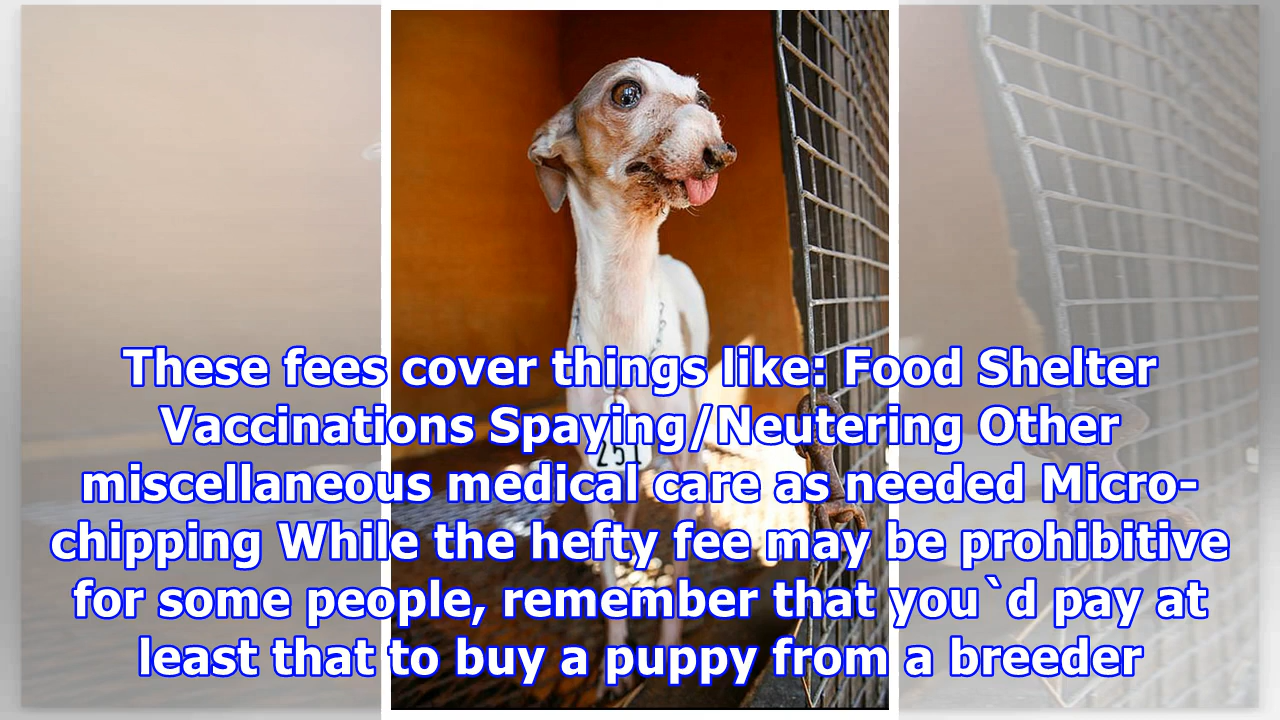 These fees cover things like: Food Shelter
Vaccinations Spaying/Neutering Other
251
miscellaneous medical care as needed Micro-
chipping While the hefty fee may be prohibitive
for some people, remember that you`d pay at
least that to buy a puppy from a breeder